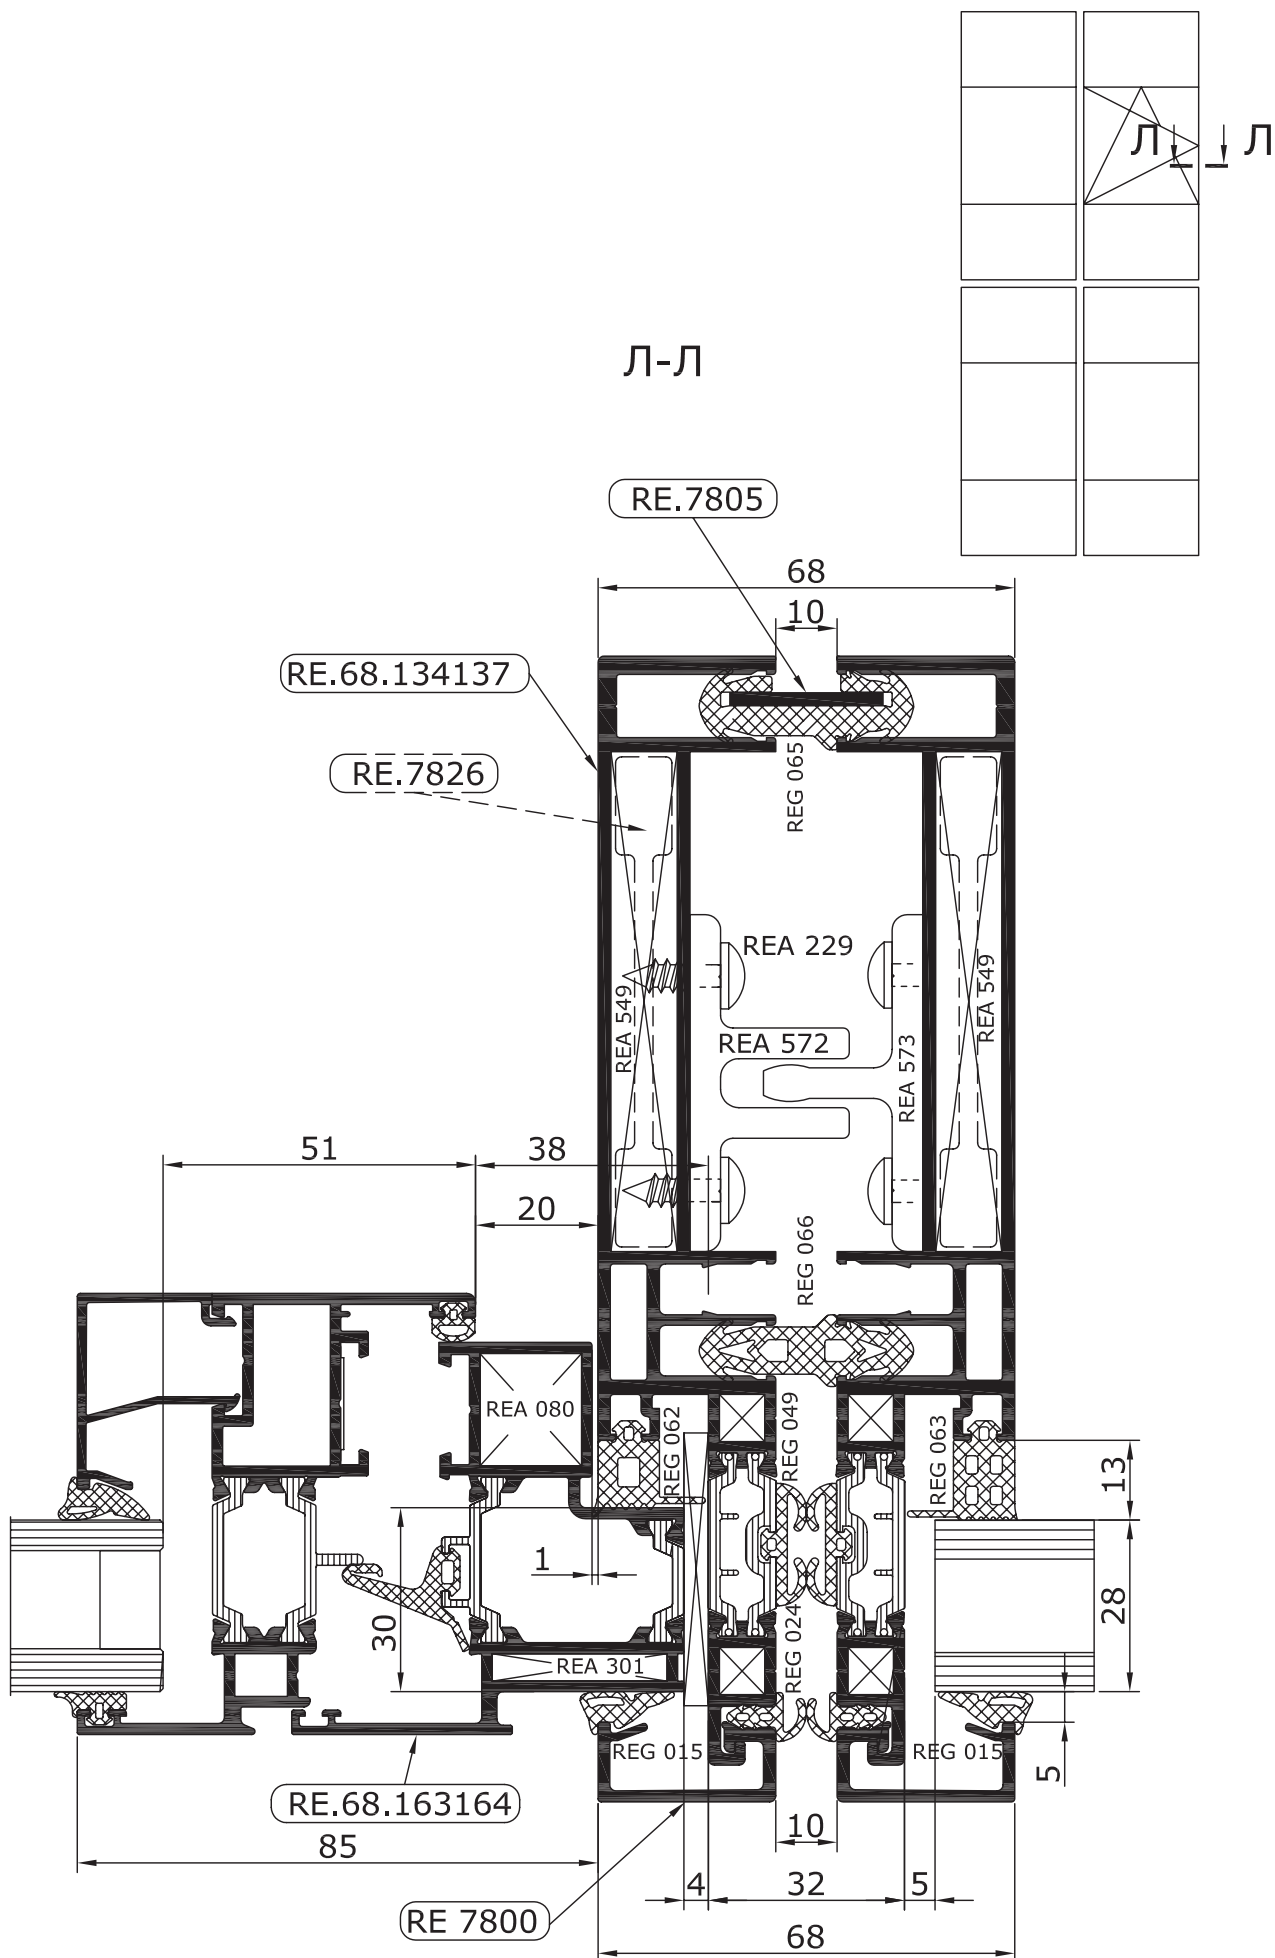 Л Л
Л-Л
RE.7805
68
10
RE.68.134137
RE.7826
REG 065
REA 229
REA 549
REA 549
REA 572
REA 573
51
38
20
REG 066
REA 080
REG 062
REG 049
REG 063
13
1
30
28
REG 024
REA 301
REG 015
REG 015
5
RE.68.163164
10
85
4
32
5
RE 7800
68